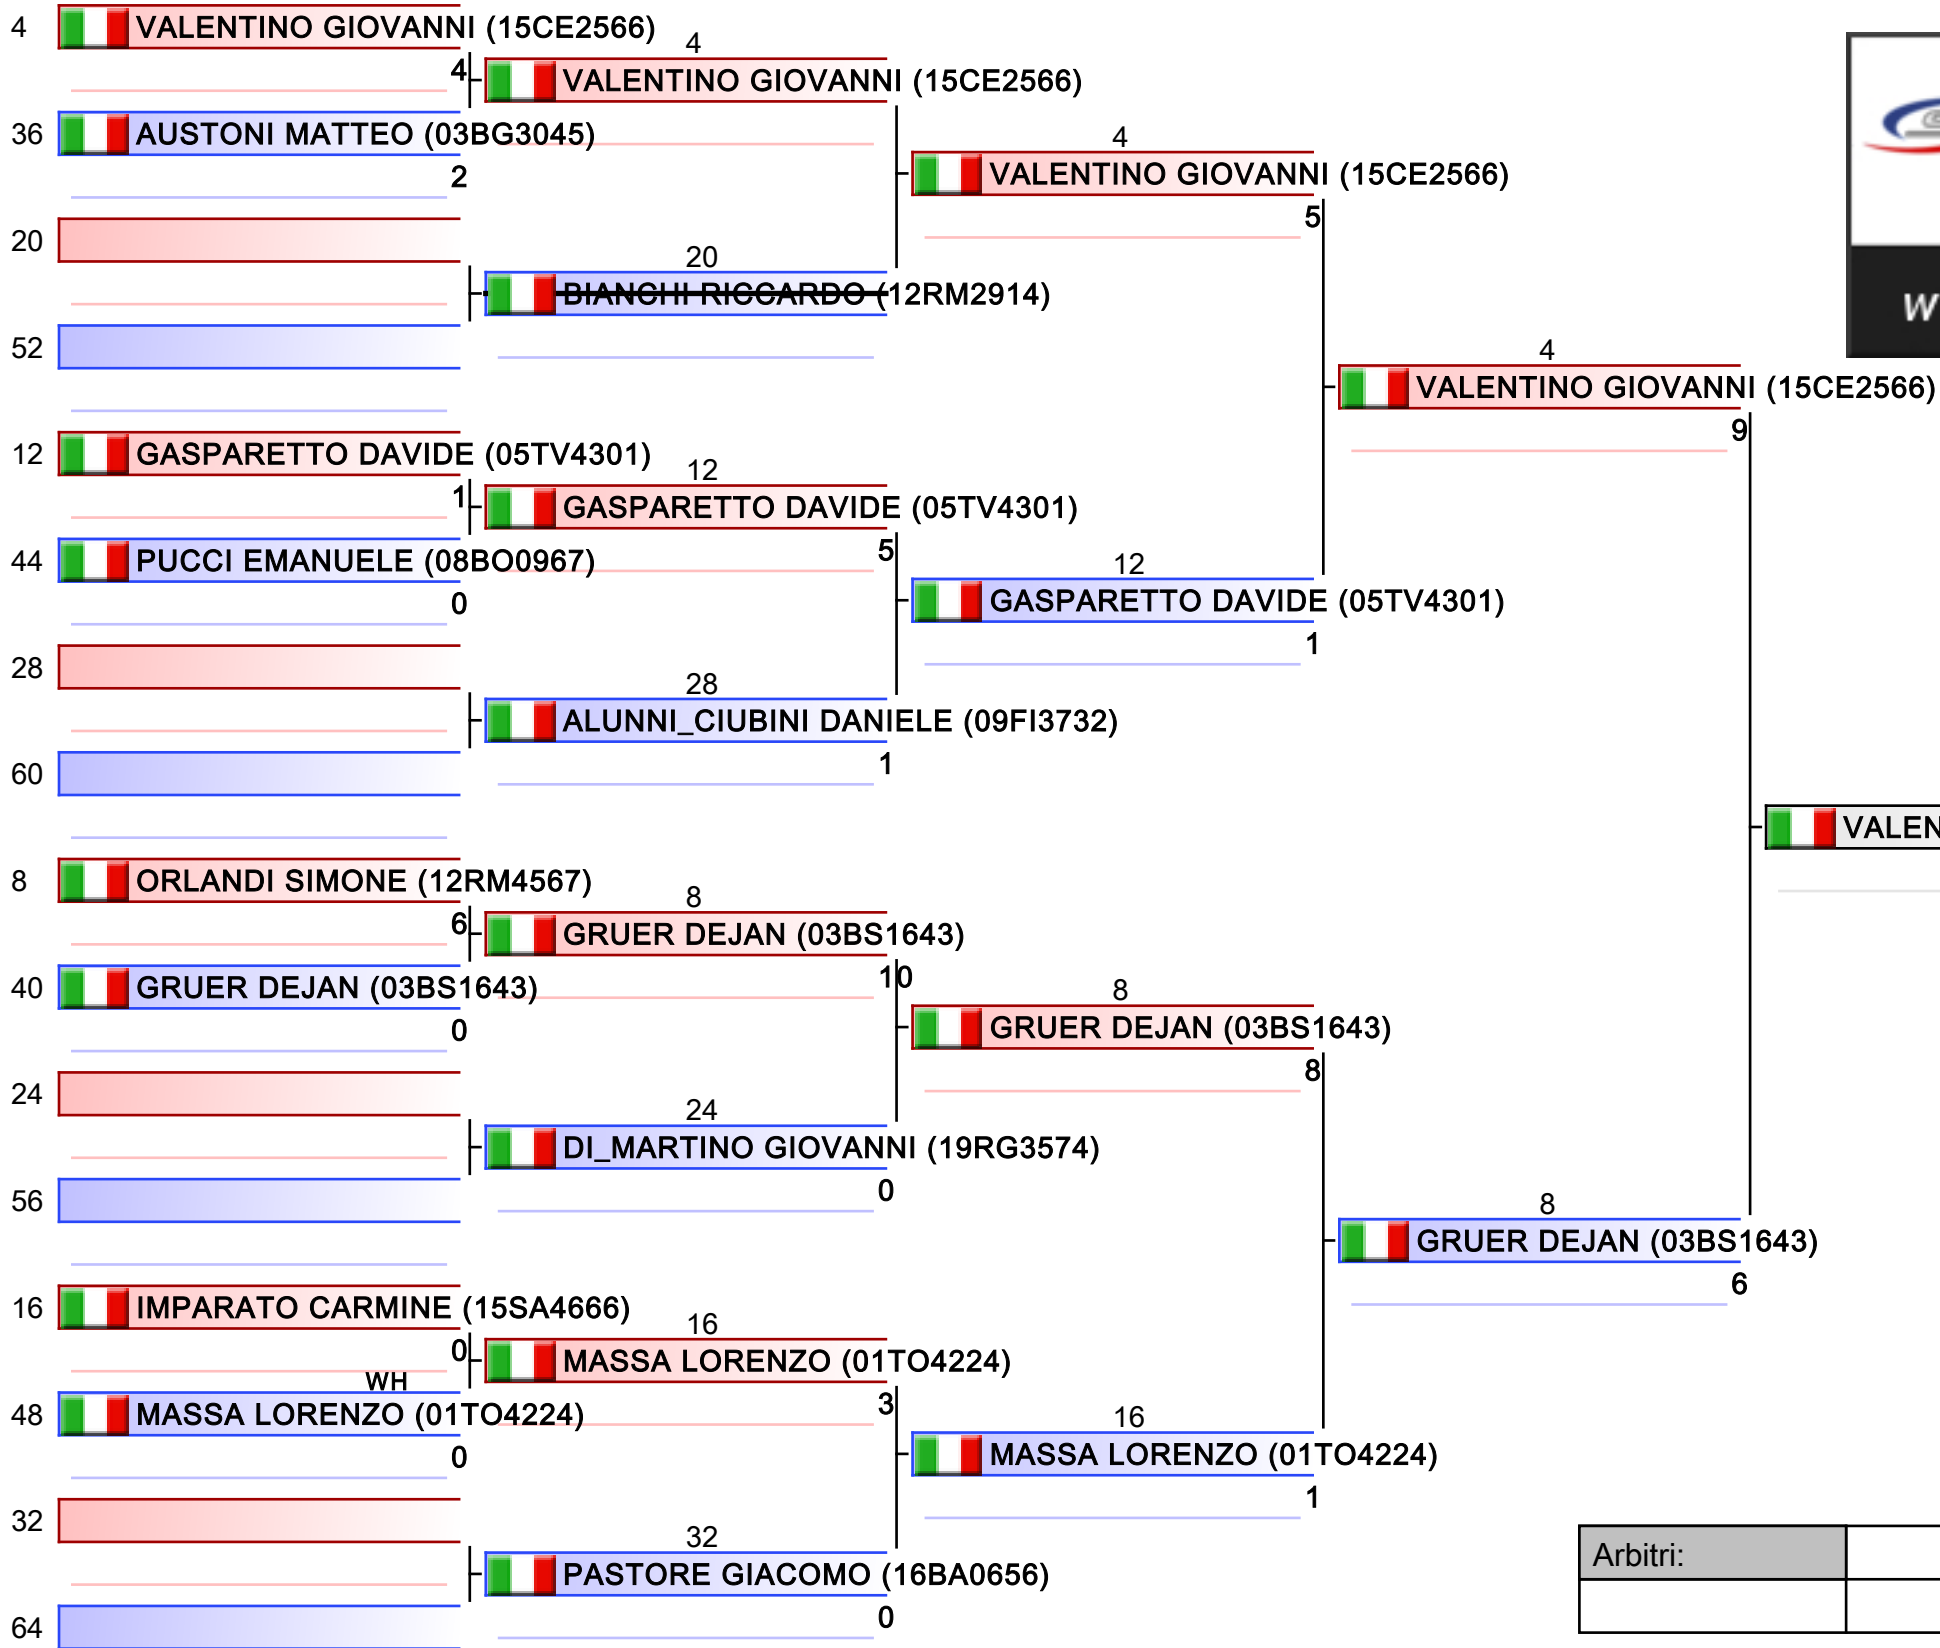 4 VALENTINO GIOVANNI (15CE2566)
4
4 VALENTINO GIOVANNI (15CE2566)
36 AUSTONI MATTEO (03BG3045)
2
4
VALENTINO GIOVANNI (15CE2566)
5
20
20
BIANCHI RICCARDO (12RM2914)
52
4
VALENTINO GIOVANNI (15CE2566)
9
12 GASPARETTO DAVIDE (05TV4301)
12
1 GASPARETTO DAVIDE (05TV4301)
5
44 PUCCI EMANUELE (08BO0967)
0
12
GASPARETTO DAVIDE (05TV4301)
1
28
28
ALUNNI_CIUBINI DANIELE (09FI3732)
1
60
VALEN
8 ORLANDI SIMONE (12RM4567)
8
6 GRUER DEJAN (03BS1643)
10
40 GRUER DEJAN (03BS1643)
0
8
GRUER DEJAN (03BS1643)
8
24
24
DI_MARTINO GIOVANNI (19RG3574)
0
56
8
GRUER DEJAN (03BS1643)
6
16 IMPARATO CARMINE (15SA4666)
16
0 MASSA LORENZO (01TO4224)
3
WH
48 MASSA LORENZO (01TO4224)
0
16
MASSA LORENZO (01TO4224)
1
32
32
PASTORE GIACOMO (16BA0656)
0
64
Arbitri:
W